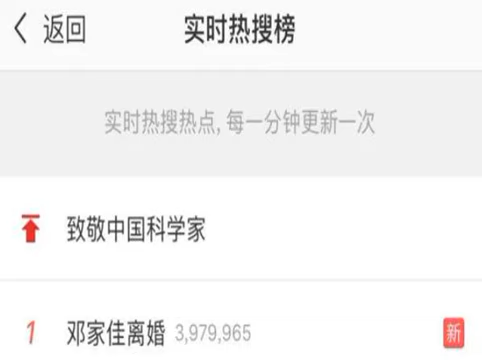 返回 实时热搜榜
实时热搜热点, 每一分钟更新一次
致敬中国科学家
1 邓家佳离婚 3,979,965 新